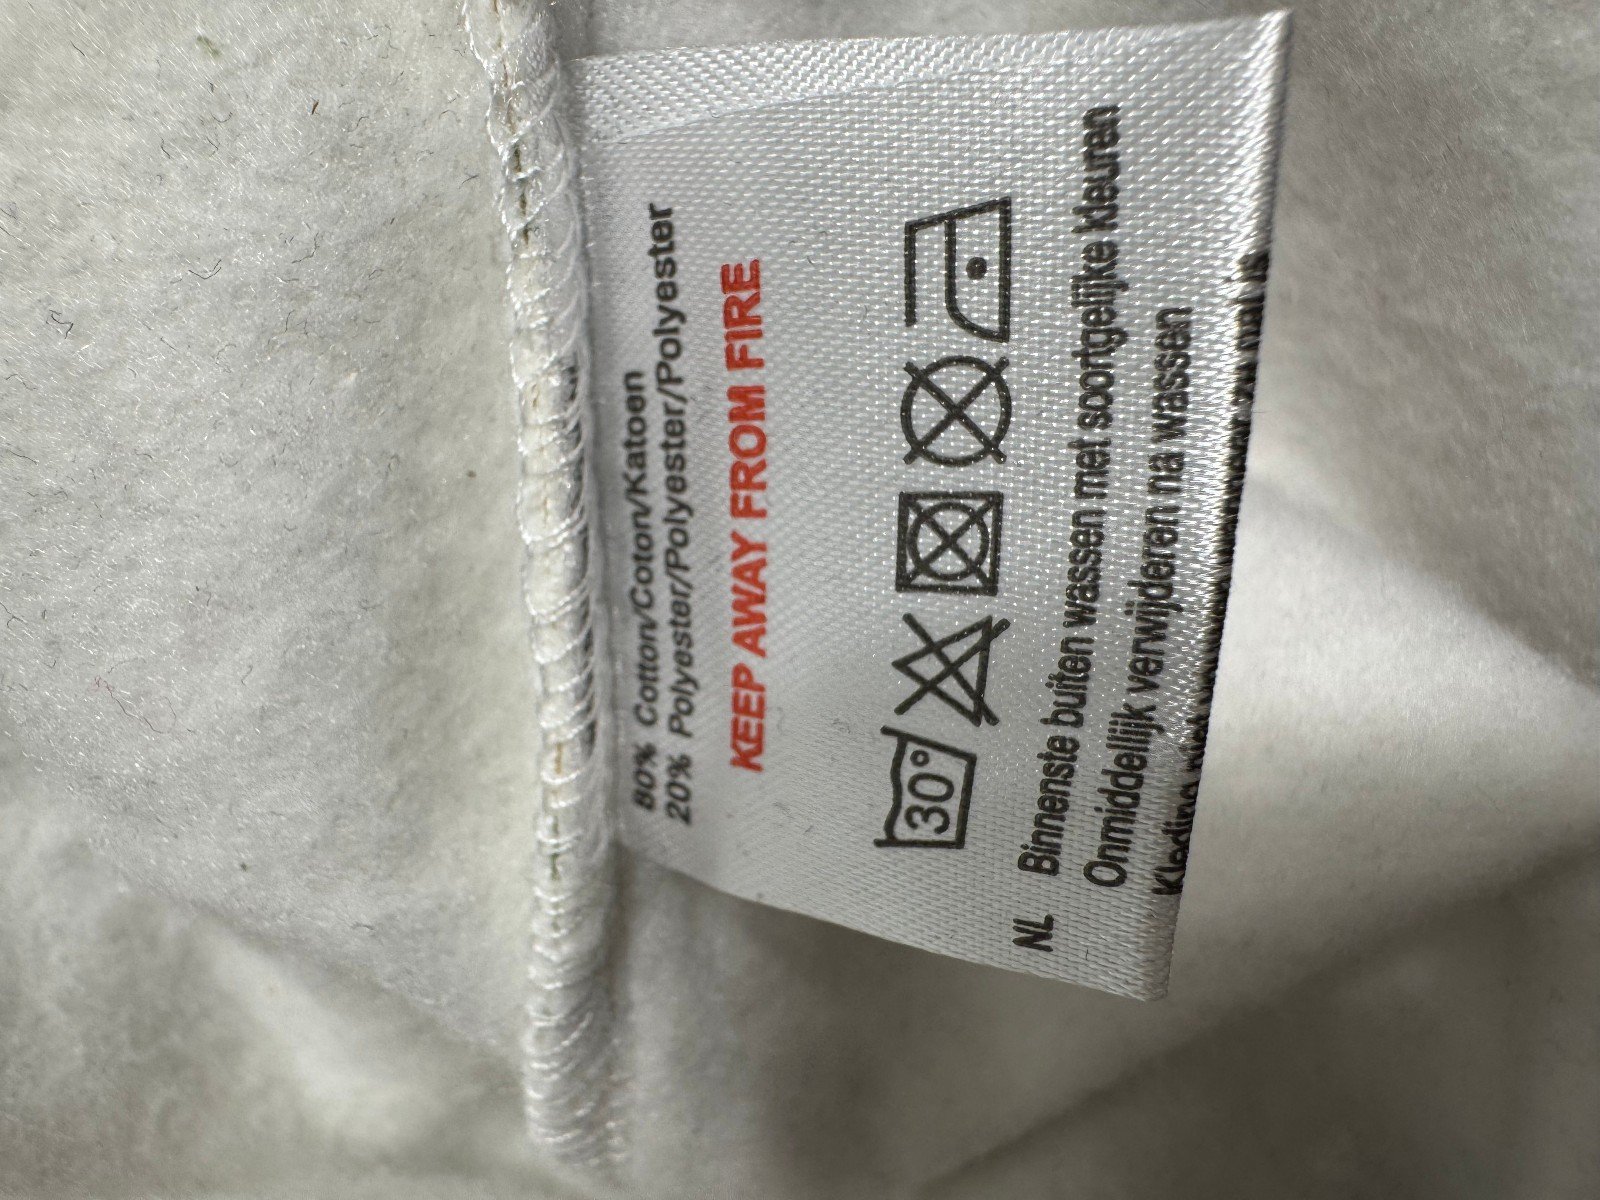 80% Cotton/Coton/Katoen
20% Polyester/Polyester/Polyester
KEEP AWAY FROM FIRE
30°
NL Binnenste buiten wassen met soortgelijke kleuren
Onmiddellijk verwijderen na wassen